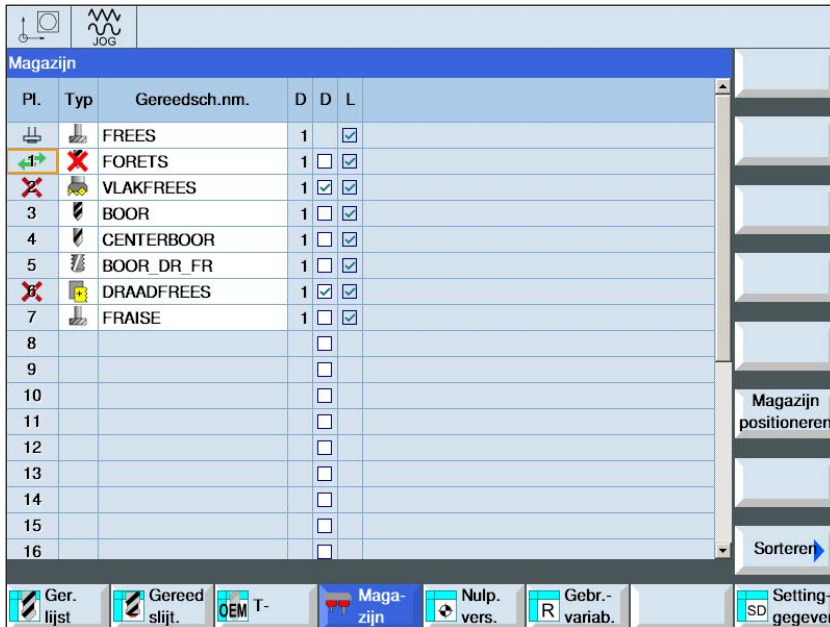 JOG
Magazijn
Pl. Typ Gereedsch.nm. D D L
FREES 1
1 FORETS 1
2 VLAKFREES 1
3 BOOR 1
4 CENTERBOOR 1
5 BOOR_DR_FR 1
6 DRAADFREES 1
7 FRAISE 1
8
9
10
11
12
13
14
15
16
Magazijn
positioneren
Sorteren
Ger.
lijst
Gereed
slijt.
OEM T-
Maga-
zijn
Nulp.
vers.
R Gebr.-
variab.
SD Setting-
gegeven